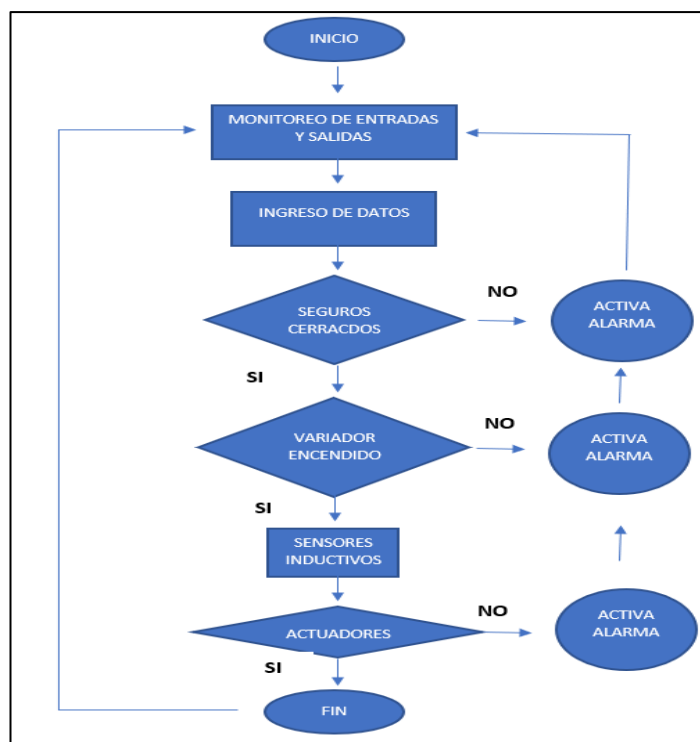 INICIO
MONITOREO DE ENTRADAS
Y SALIDAS
INGRESO DE DATOS
SEGUROS
CERRACDOS
NO
ACTIVA
ALARMA
SI
VARIADOR
ENCENDIDO
NO
ACTIVA
ALARMA
SI
SENSORES
INDUCTIVOS
ACTUADORES
NO
ACTIVA
ALARMA
SI
FIN